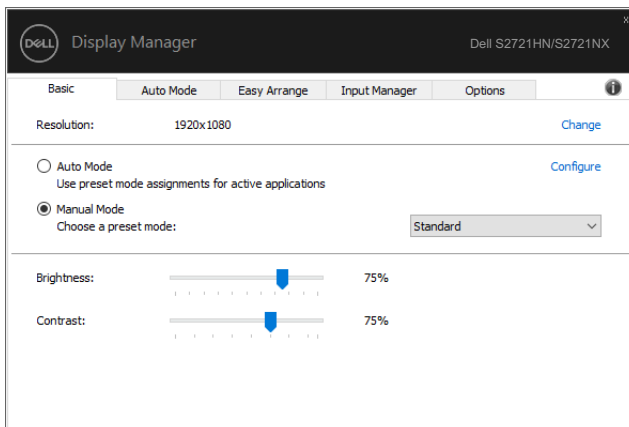 x
DELL Display Manager Dell S2721HN/S2721NX
Basic Auto Mode Easy Arrange Input Manager Options i
Resolution: 1920x1080 Change
Auto Mode Configure
Use preset mode assignments for active applications
Manual Mode
Choose a preset mode: Standard
Brightness: 75%
Contrast: 75%